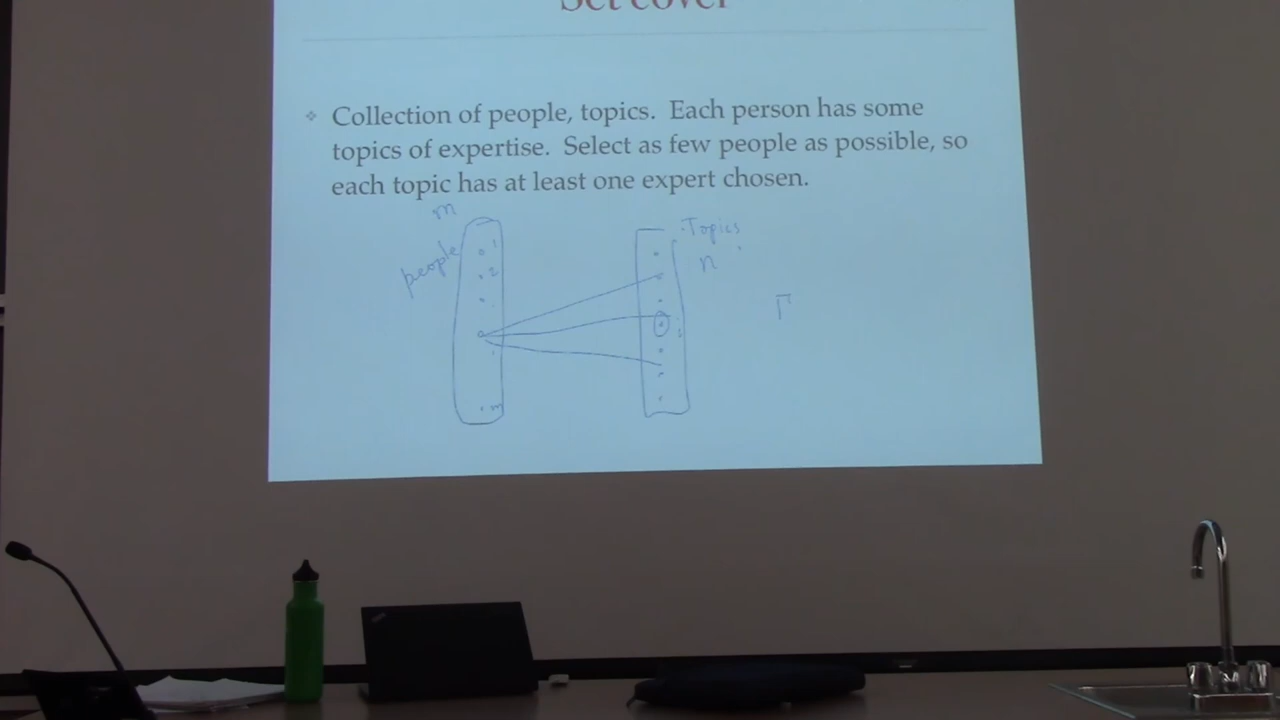 Set cover
❖ Collection of people, topics. Each person has some
topics of expertise. Select as few people as possible, so
each topic has at least one expert chosen.
m
people
Topics
n
1
2
m
Γ